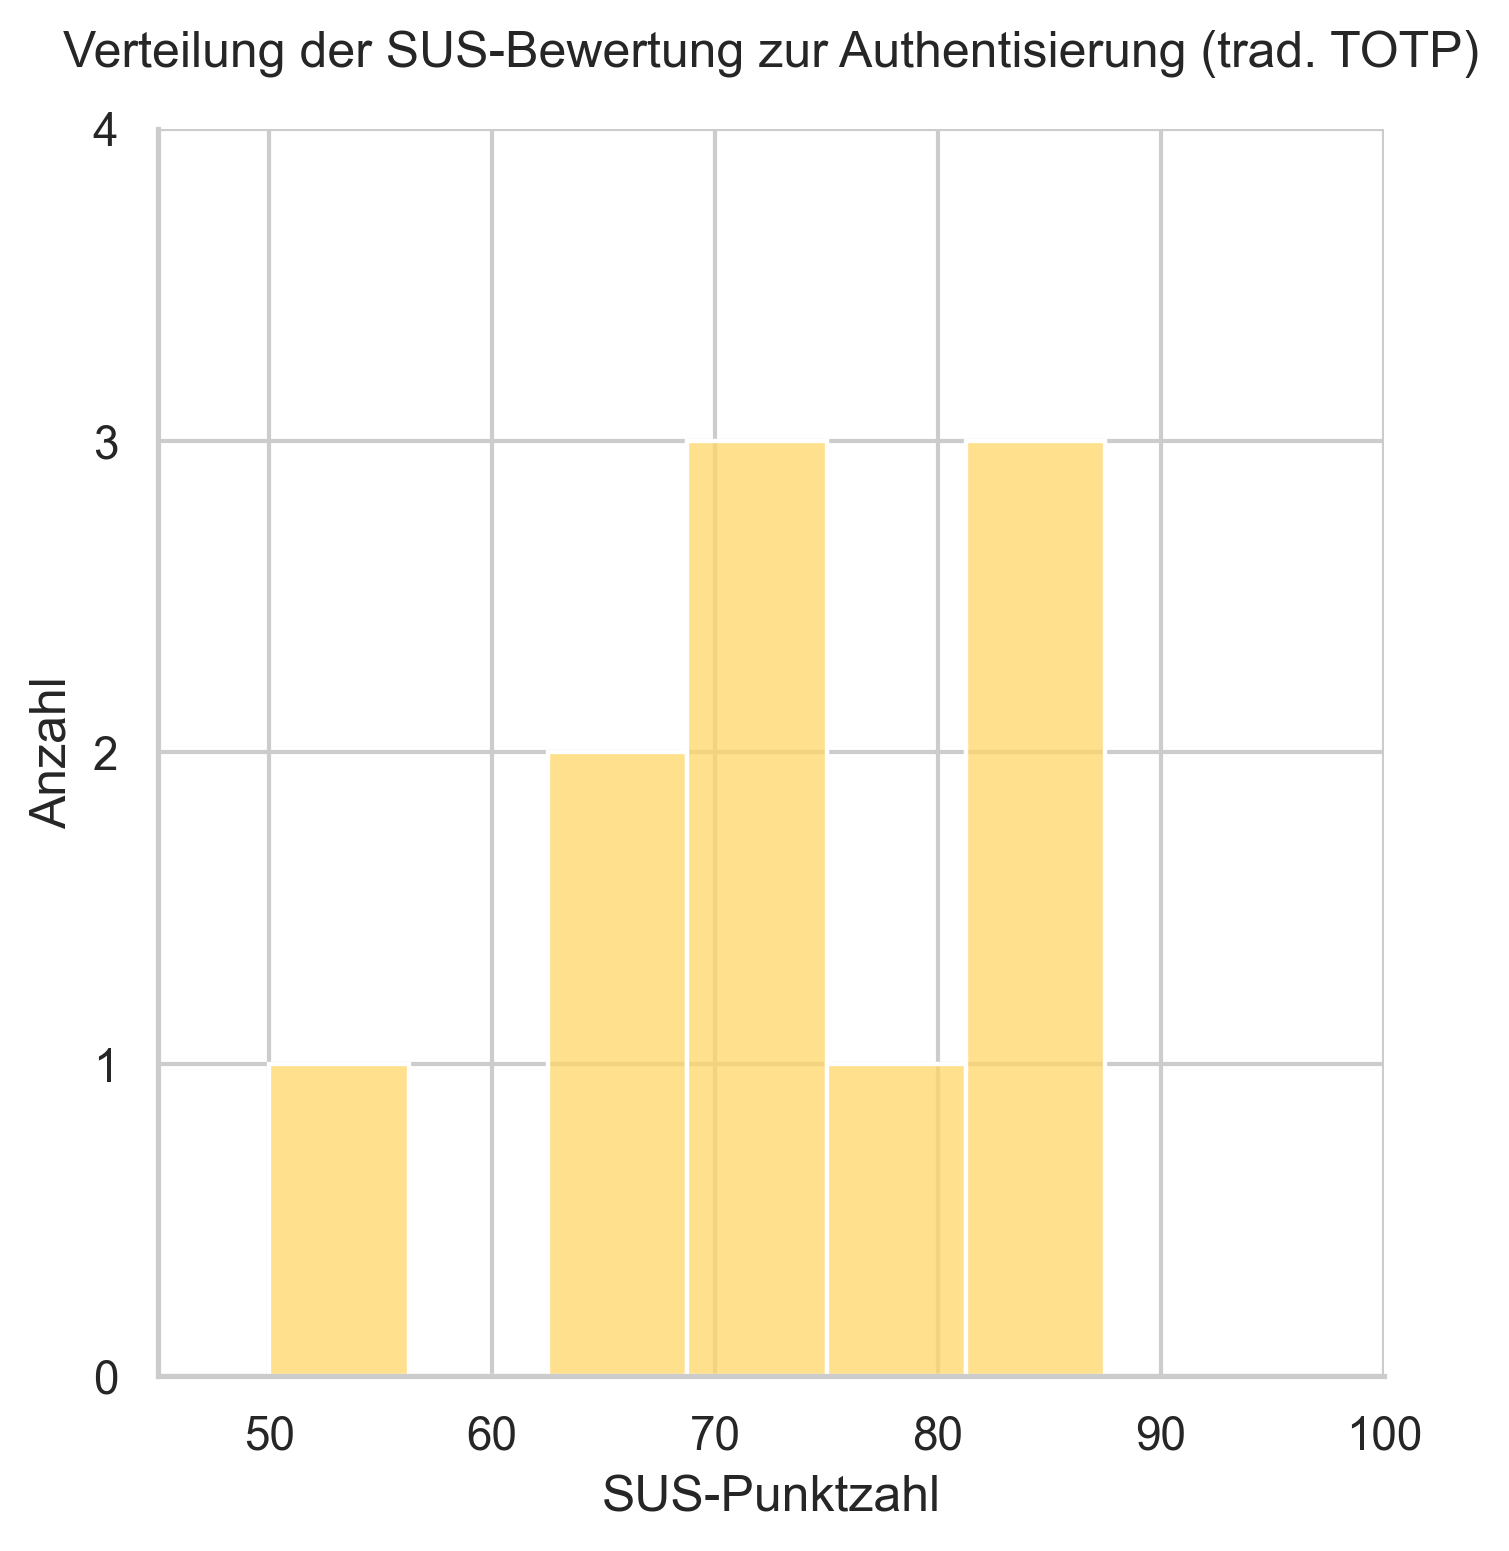 Verteilung der SUS-Bewertung zur Authentisierung (trad. TOTP)
4
3
2
1
0
Anzahl
50 60 70 80 90 100
SUS-Punktzahl